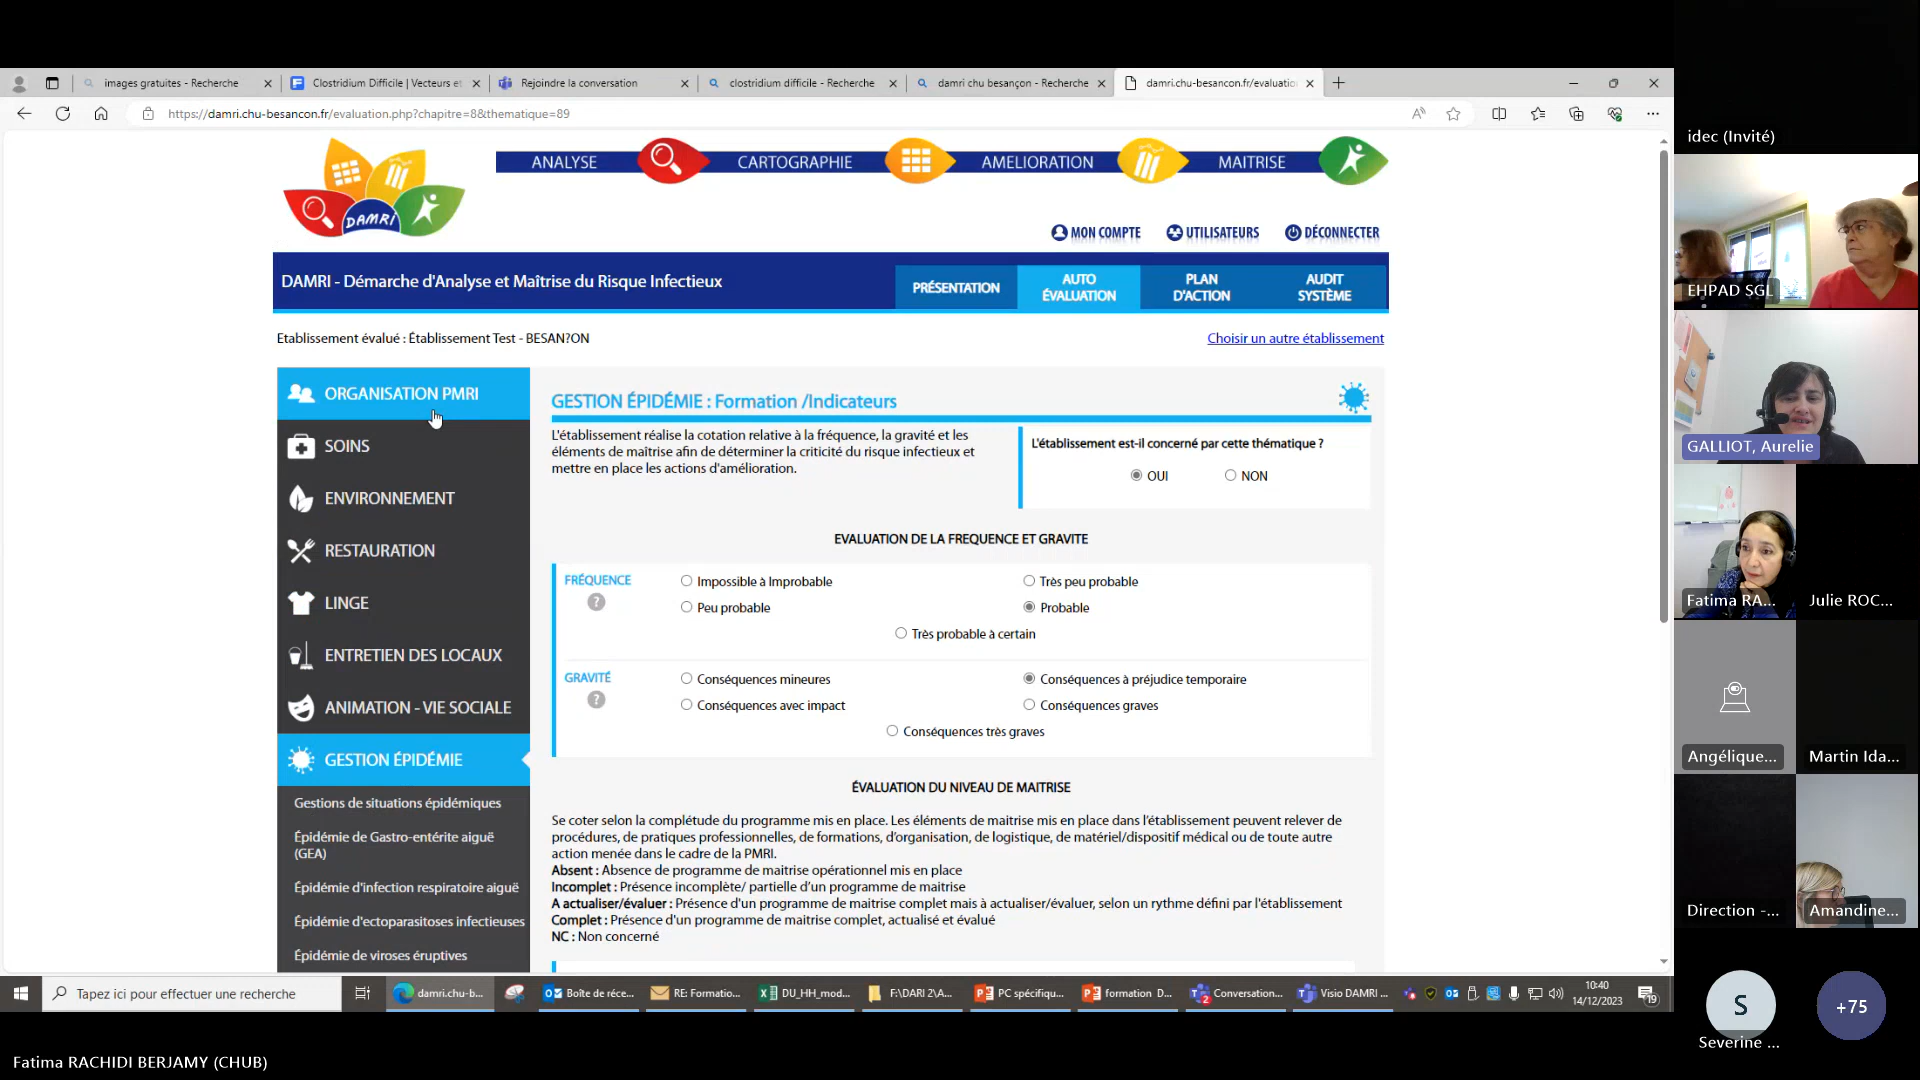 images gratuites - Recherche
Clostridium Difficile | Vecteurs et
Rejoindre la conversation
clostridium difficile - Recherche
damri chu besançon - Recherche
damri.chu-besancon.fr/evaluatio
https://damri.chu-besancon.fr/evaluation.php?chapitre=8&thematique=89
DAMRI
ANALYSE
CARTOGRAPHIE
AMELIORATION
MAITRISE
MON COMPTE
UTILISATEURS
DÉCONNECTER
DAMRI - Démarche d'Analyse et Maîtrise du Risque Infectieux
PRÉSENTATION
AUTO
ÉVALUATION
PLAN
D'ACTION
AUDIT
SYSTÈME
Etablissement évalué : Établissement Test - BESAN?ON
Choisir un autre établissement
ORGANISATION PMRI
SOINS
ENVIRONNEMENT
RESTAURATION
LINGE
ENTRETIEN DES LOCAUX
ANIMATION - VIE SOCIALE
GESTION ÉPIDÉMIE
Gestions de situations épidémiques
Épidémie de Gastro-entérite aiguë
(GEA)
Épidémie d'infection respiratoire aiguë
Épidémie d'ectoparasitoses infectieuses
Épidémie de viroses éruptives
GESTION ÉPIDÉMIE : Formation /Indicateurs
L'établissement réalise la cotation relative à la fréquence, la gravité et les
éléments de maîtrise afin de déterminer la criticité du risque infectieux et
mettre en place les actions d'amélioration.
L'établissement est-il concerné par cette thématique ?
OUI
NON
EVALUATION DE LA FREQUENCE ET GRAVITE
FRÉQUENCE
?
Impossible à Improbable
Très peu probable
Peu probable
Probable
Très probable à certain
GRAVITÉ
?
Conséquences mineures
Conséquences à préjudice temporaire
Conséquences avec impact
Conséquences graves
Conséquences très graves
ÉVALUATION DU NIVEAU DE MAITRISE
Se coter selon la complétude du programme mis en place. Les éléments de maitrise mis en place dans l'établissement peuvent relever de
procédures, de pratiques professionnelles, de formations, d'organisation, de logistique, de matériel/dispositif médical ou de toute autre
action menée dans le cadre de la PMRI.
Absent : Absence de programme de maitrise opérationnel mis en place
Incomplet : Présence incomplète/ partielle d'un programme de maitrise
A actualiser/évaluer : Présence d'un programme de maitrise complet mais à actualiser/évaluer, selon un rythme défini par l'établissement
Complet : Présence d'un programme de maitrise complet, actualisé et évalué
NC : Non concerné
Tapez ici pour effectuer une recherche
damri.chu-b...
Boîte de réce...
RE: Formatio...
DU_HH_mod...
F:\DARI 2\A...
PC spécifiqu...
formation D...
2
Conversation...
Visio DAMRI ...
10:40
14/12/2023
19
idec (Invité)
EHPAD SGL
GALLIOT, Aurelie
Fatima RA...
Julie ROC...
Angélique...
Martin Ida...
Direction -...
Amandine...
S
Severine ...
+75
Fatima RACHIDI BERJAMY (CHUB)